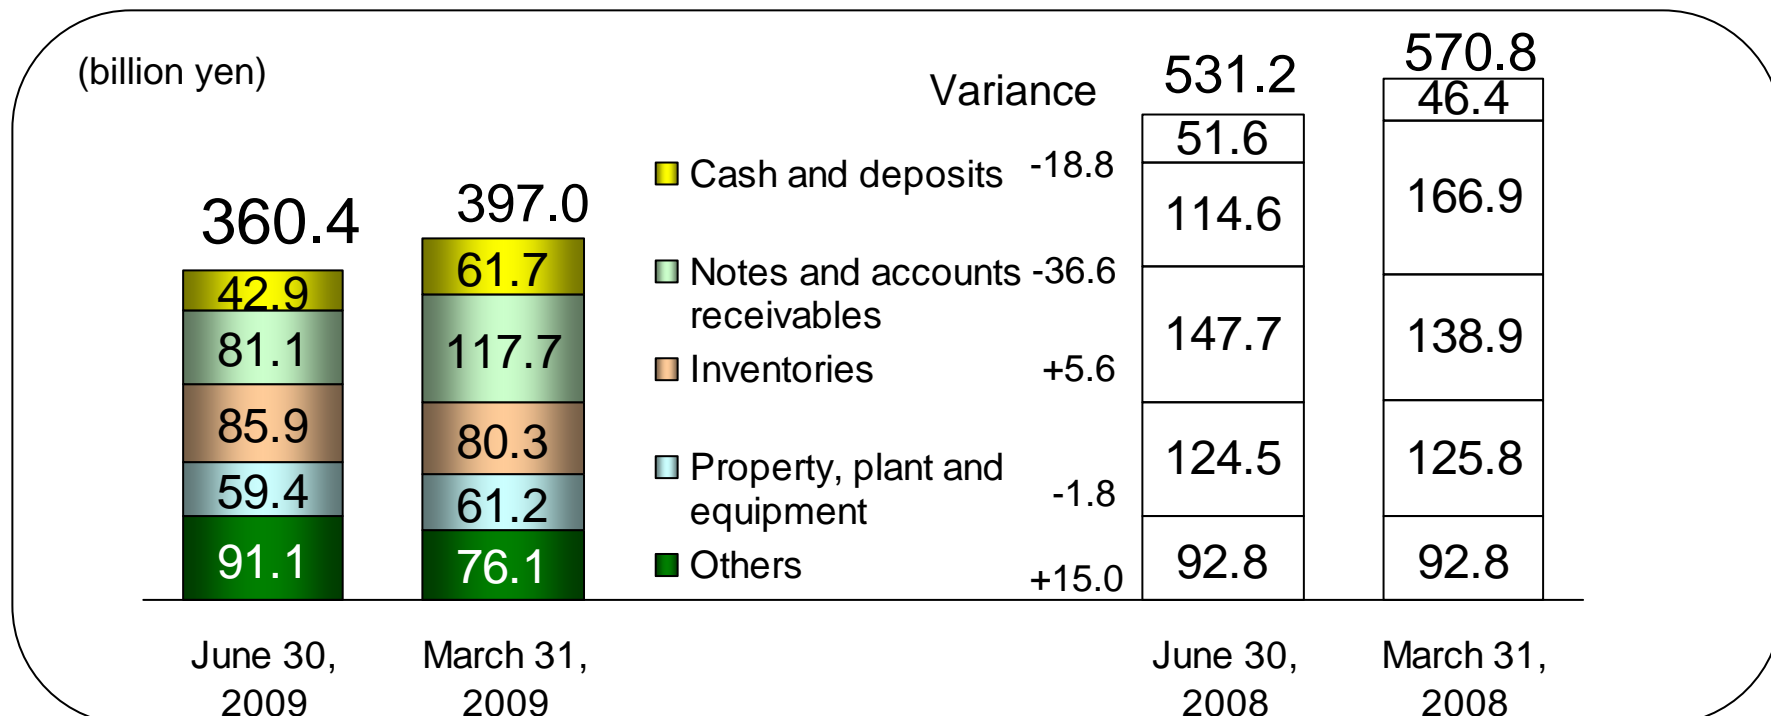 (billion yen)
360.4
42.9
81.1
85.9
59.4
91.1
June 30,
2009
397.0
61.7
117.7
80.3
61.2
76.1
March 31,
2009
Variance
Cash and deposits -18.8
Notes and accounts -36.6
receivables
Inventories +5.6
Property, plant and
equipment -1.8
Others +15.0
531.2
51.6
114.6
147.7
124.5
92.8
June 30,
2008
570.8
46.4
166.9
138.9
125.8
92.8
March 31,
2008